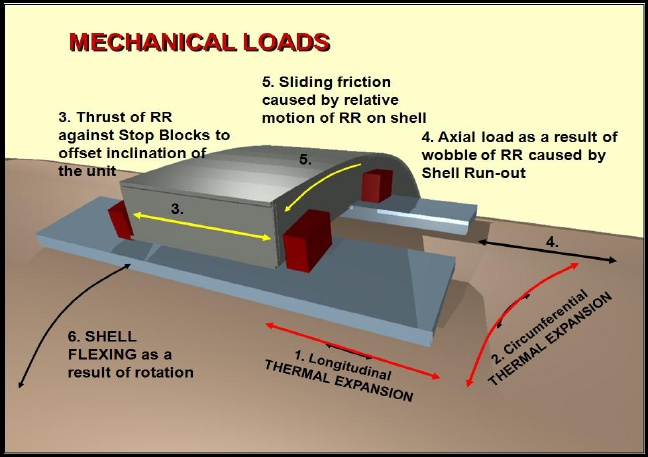 MECHANICAL LOADS
5. Sliding friction
caused by relative
motion of RR on shell
3. Thrust of RR
against Stop Blocks to
offset inclination of
the unit
4. Axial load as a result of
wobble of RR caused by
Shell Run-out
5.
3.
4.
6. SHELL
FLEXING as a
result of rotation
1. Longitudinal
THERMAL EXPANSION
2. Circumferential
THERMAL EXPANSION